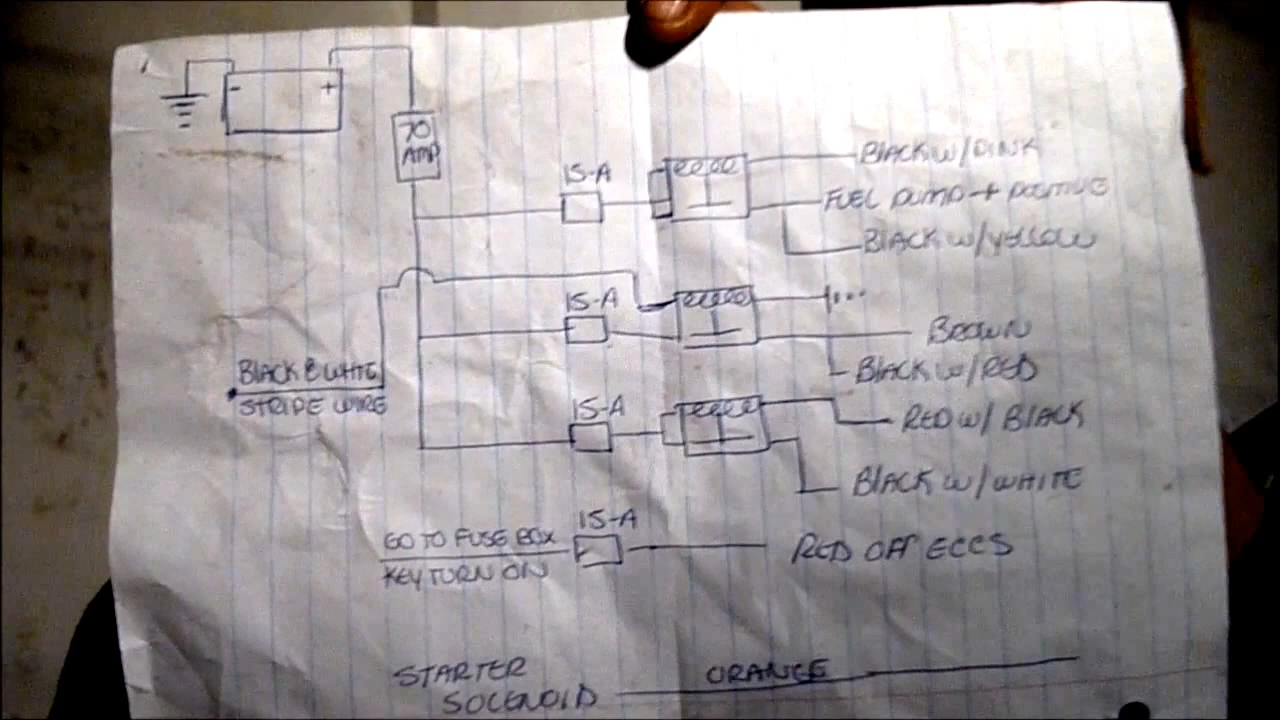 - +
70
AMP
15-A
BLACK W/PINK
FUEL PUMP + POSITIVE
BLACK W/YELLOW
15-A
BROWN
BLACK & WHITE
STRIPE WIRE
BLACK W/RED
15-A
RED W/ BLACK
BLACK W/WHITE
15-A
GO TO FUSE BOX
KEY TURN ON
RED OFF ECCS
STARTER
SOLENOID
ORANGE